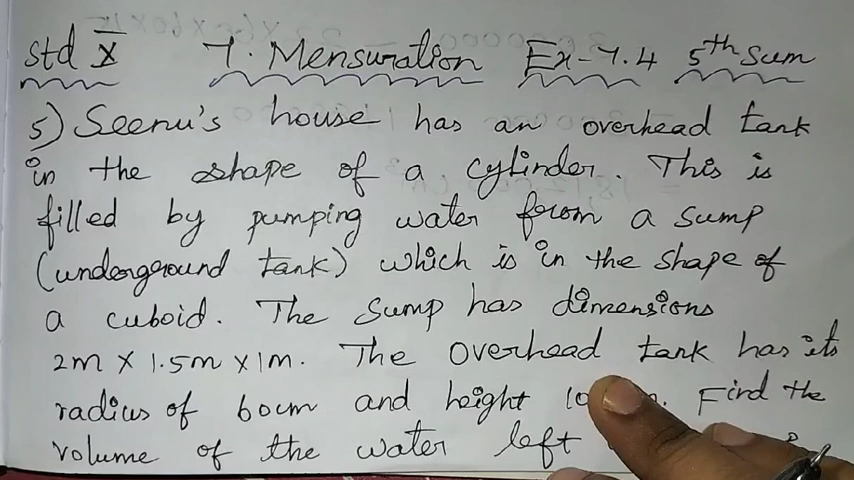 std X 7. Mensuration Ex-7.4 5th Sum
5) Seenu's house has an overhead tank
in the shape of a cylinder. This is
filled by pumping water from a sump
(underground tank) which is in the shape of
a cuboid. The sump has dimensions
2m X 1.5m X 1m. The overhead tank has its
radius of 60cm and height Find the
volume of the water left